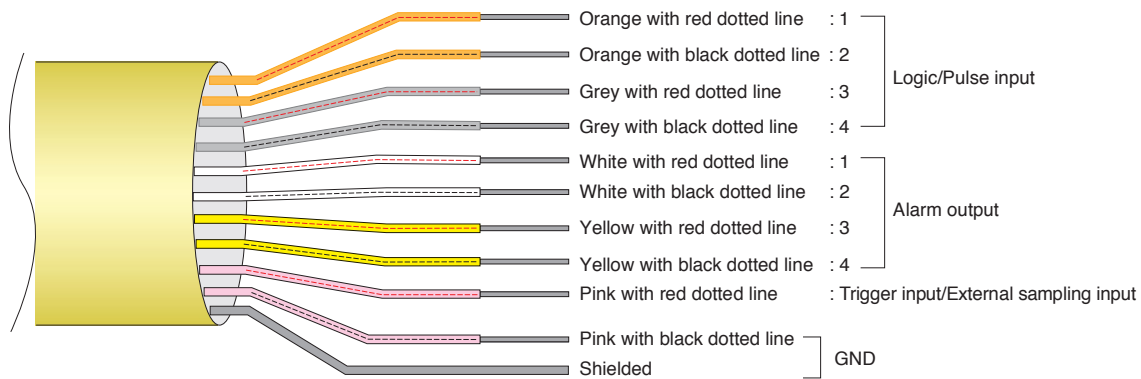 Orange with red dotted line : 1
Orange with black dotted line : 2
Logic/Pulse input
Grey with red dotted line : 3
Grey with black dotted line : 4
White with red dotted line : 1
White with black dotted line : 2
Alarm output
Yellow with red dotted line : 3
Yellow with black dotted line : 4
Pink with red dotted line : Trigger input/External sampling input
Pink with black dotted line
GND
Shielded